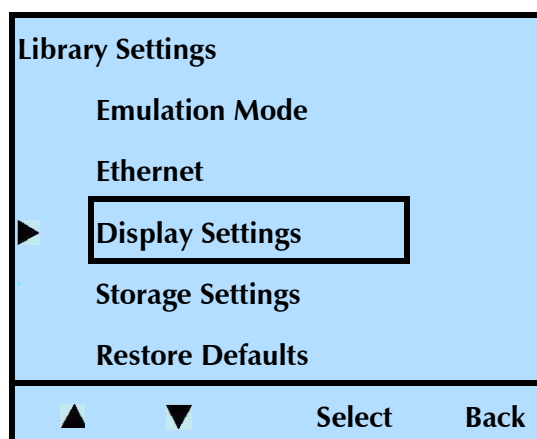 Library Settings
Emulation Mode
Ethernet
Display Settings
Storage Settings
Restore Defaults
Select Back